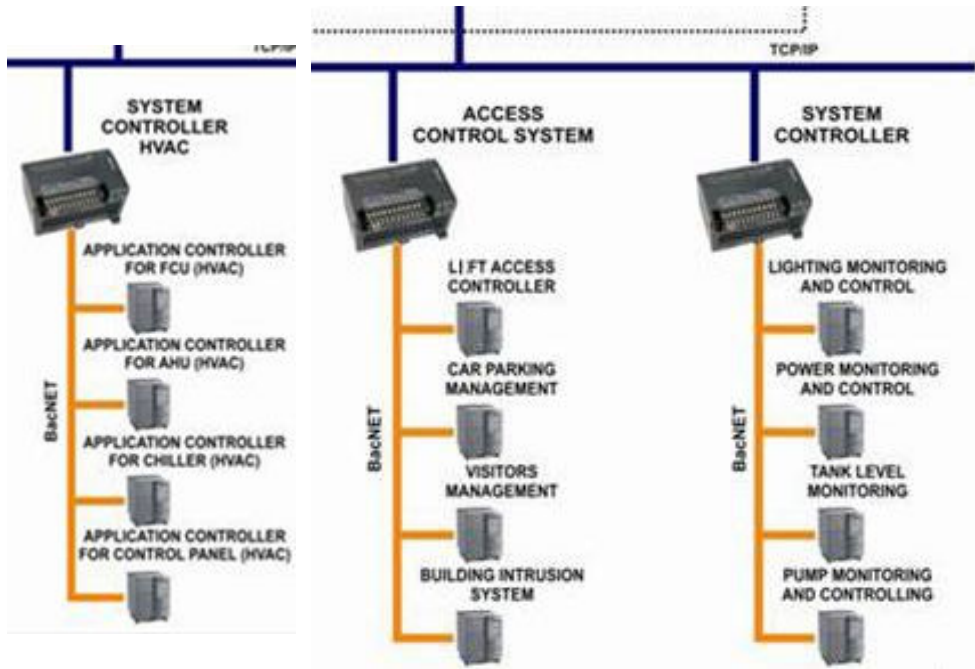 TCP/IP
SYSTEM
CONTROLLER
HVAC
APPLICATION CONTROLLER
FOR FCU (HVAC)
APPLICATION CONTROLLER
FOR AHU (HVAC)
BacNET
APPLICATION CONTROLLER
FOR CHILLER (HVAC)
APPLICATION CONTROLLER
FOR CONTROL PANEL (HVAC)
TCP/IP
ACCESS
CONTROL SYSTEM
LIFT ACCESS
CONTROLLER
CAR PARKING
MANAGEMENT
BacNET
VISITORS
MANAGEMENT
BUILDING INTRUSION
SYSTEM
SYSTEM
CONTROLLER
LIGHTING MONITORING
AND CONTROL
POWER MONITORING
AND CONTROL
BacNET
TANK LEVEL
MONITORING
PUMP MONITORING
AND CONTROLLING